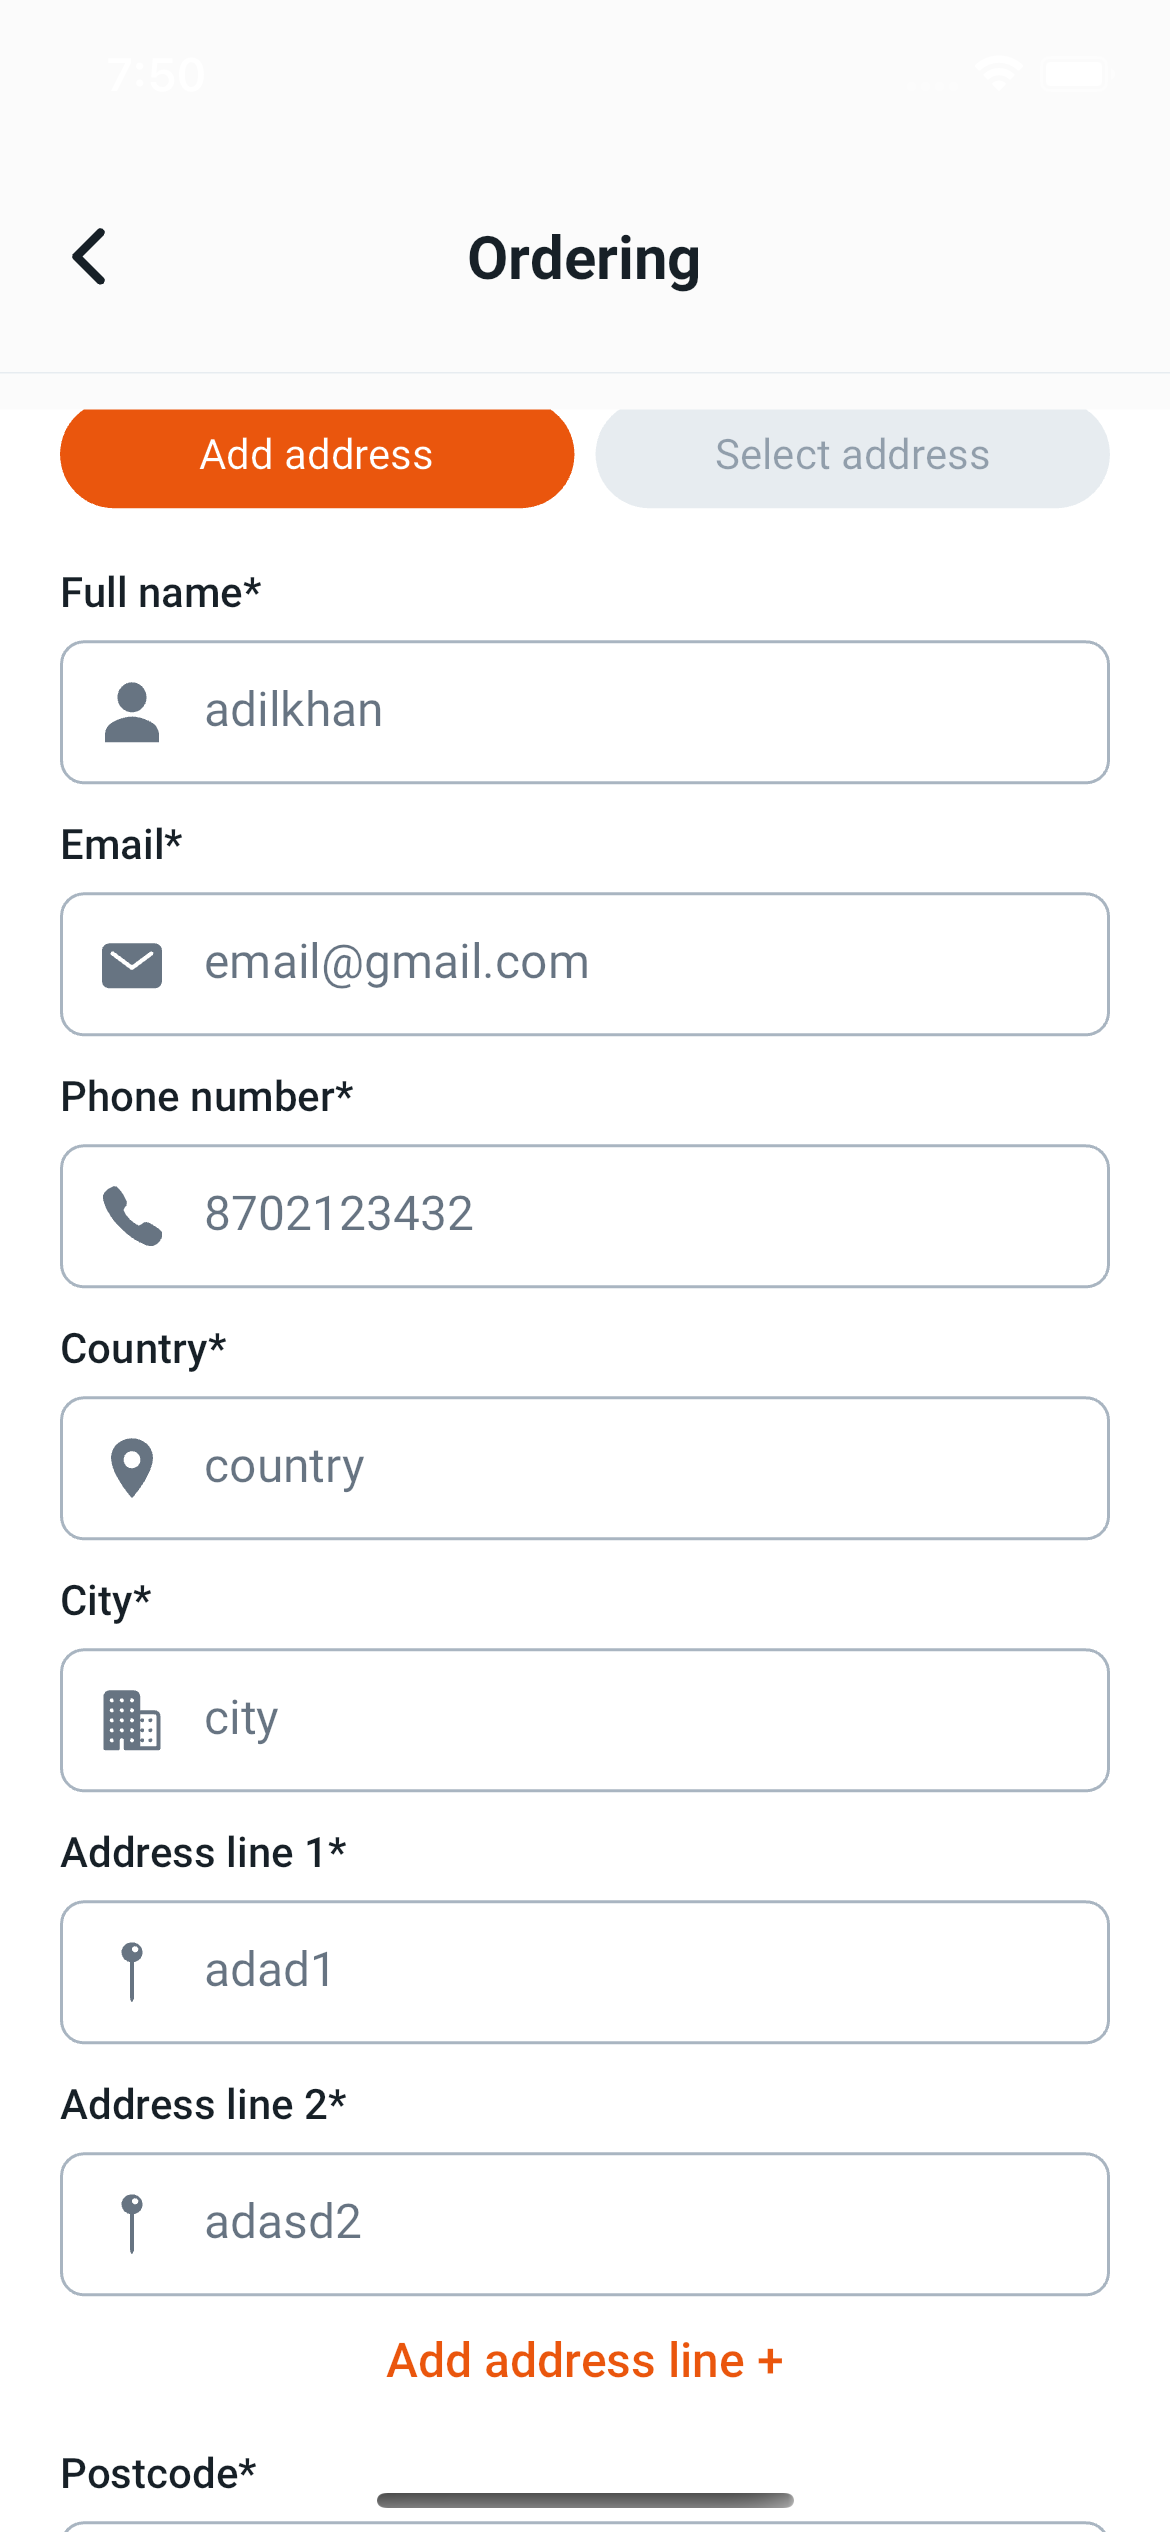 7:50
Ordering
Add address
Select address
Full name*
adilkhan
Email*
email@gmail.com
Phone number*
8702123432
Country*
country
City*
city
Address line 1*
adad1
Address line 2*
adasd2
Add address line +
Postcode*